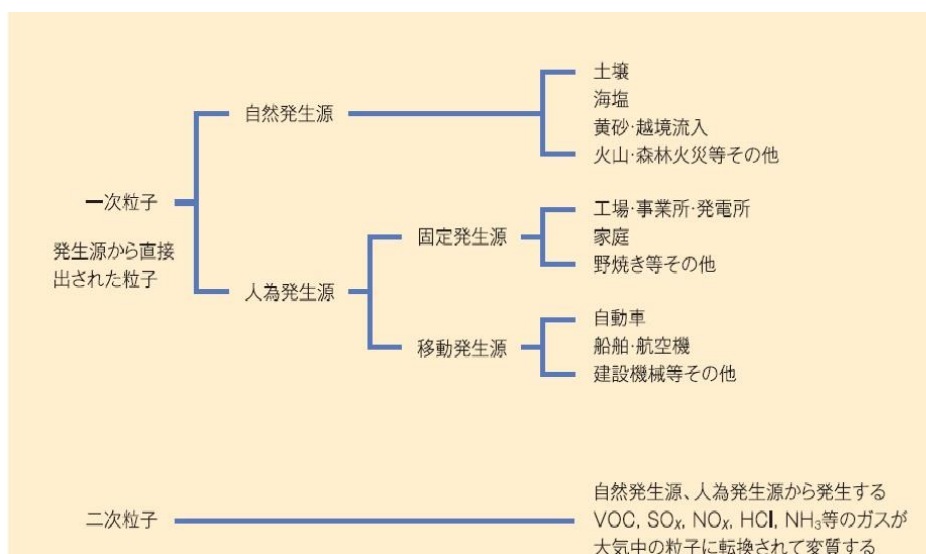 土壌
海塩
黄砂·越境流入
火山·森林火災等その他
自然発生源
一次粒子
発生源から直接
出された粒子
人為発生源
固定発生源
工場·事業所·発電所
家庭
野焼き等その他
移動発生源
自動車
船舶·航空機
建設機械等その他
二次粒子
自然発生源、人為発生源から発生する
VOC, SOx, NOx, HCl, NH₃等のガスが
大気中の粒子に転換されて変質する